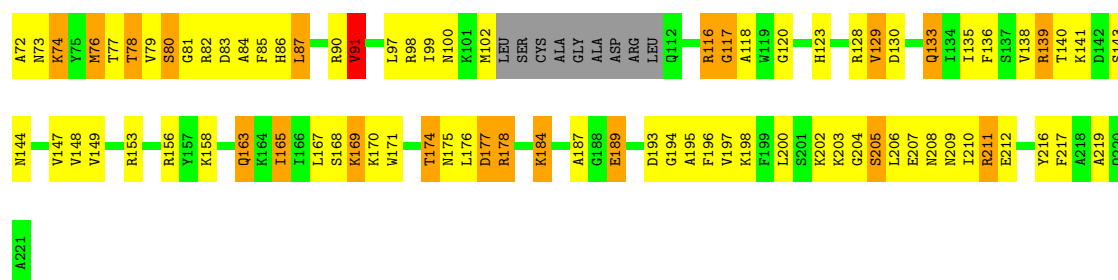 A72 N73 K74 Y75 M76 T77 T78 V79 S80 G81 R82 D83 A84 F85 H86 L87 R90 V91 L97 R98 I99 N100 K101 M102 LEU SER CYS ALA GLY ALA ASP ARG LEU Q112 R116 G117 A118 W119 G120 H123 R128 V129 D130 Q133 I134 I135 F136 S137 V138 R139 T140 K141 D142 S143
N144 V147 V148 V149 R153 R156 Y157 K158 Q163 K164 I165 I166 L167 S168 K169 K170 W171 T174 N175 L176 D177 R178 K184 A187 G188 E189 D193 G194 A195 F196 V197 K198 F199 L200 S201 K202 K203 G204 S205 L206 E207 N208 N209 I210 R211 E212 Y216 F217 A218 A219
A221